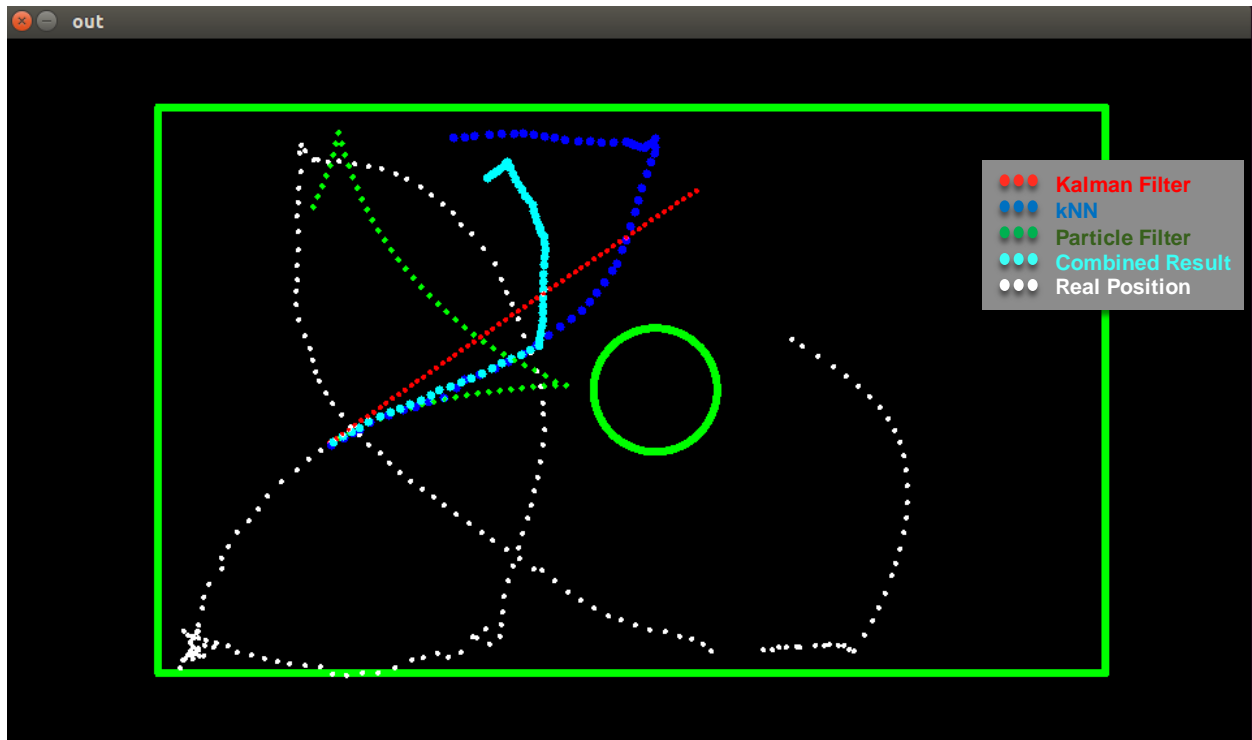 out
Kalman Filter
kNN
Particle Filter
Combined Result
Real Position